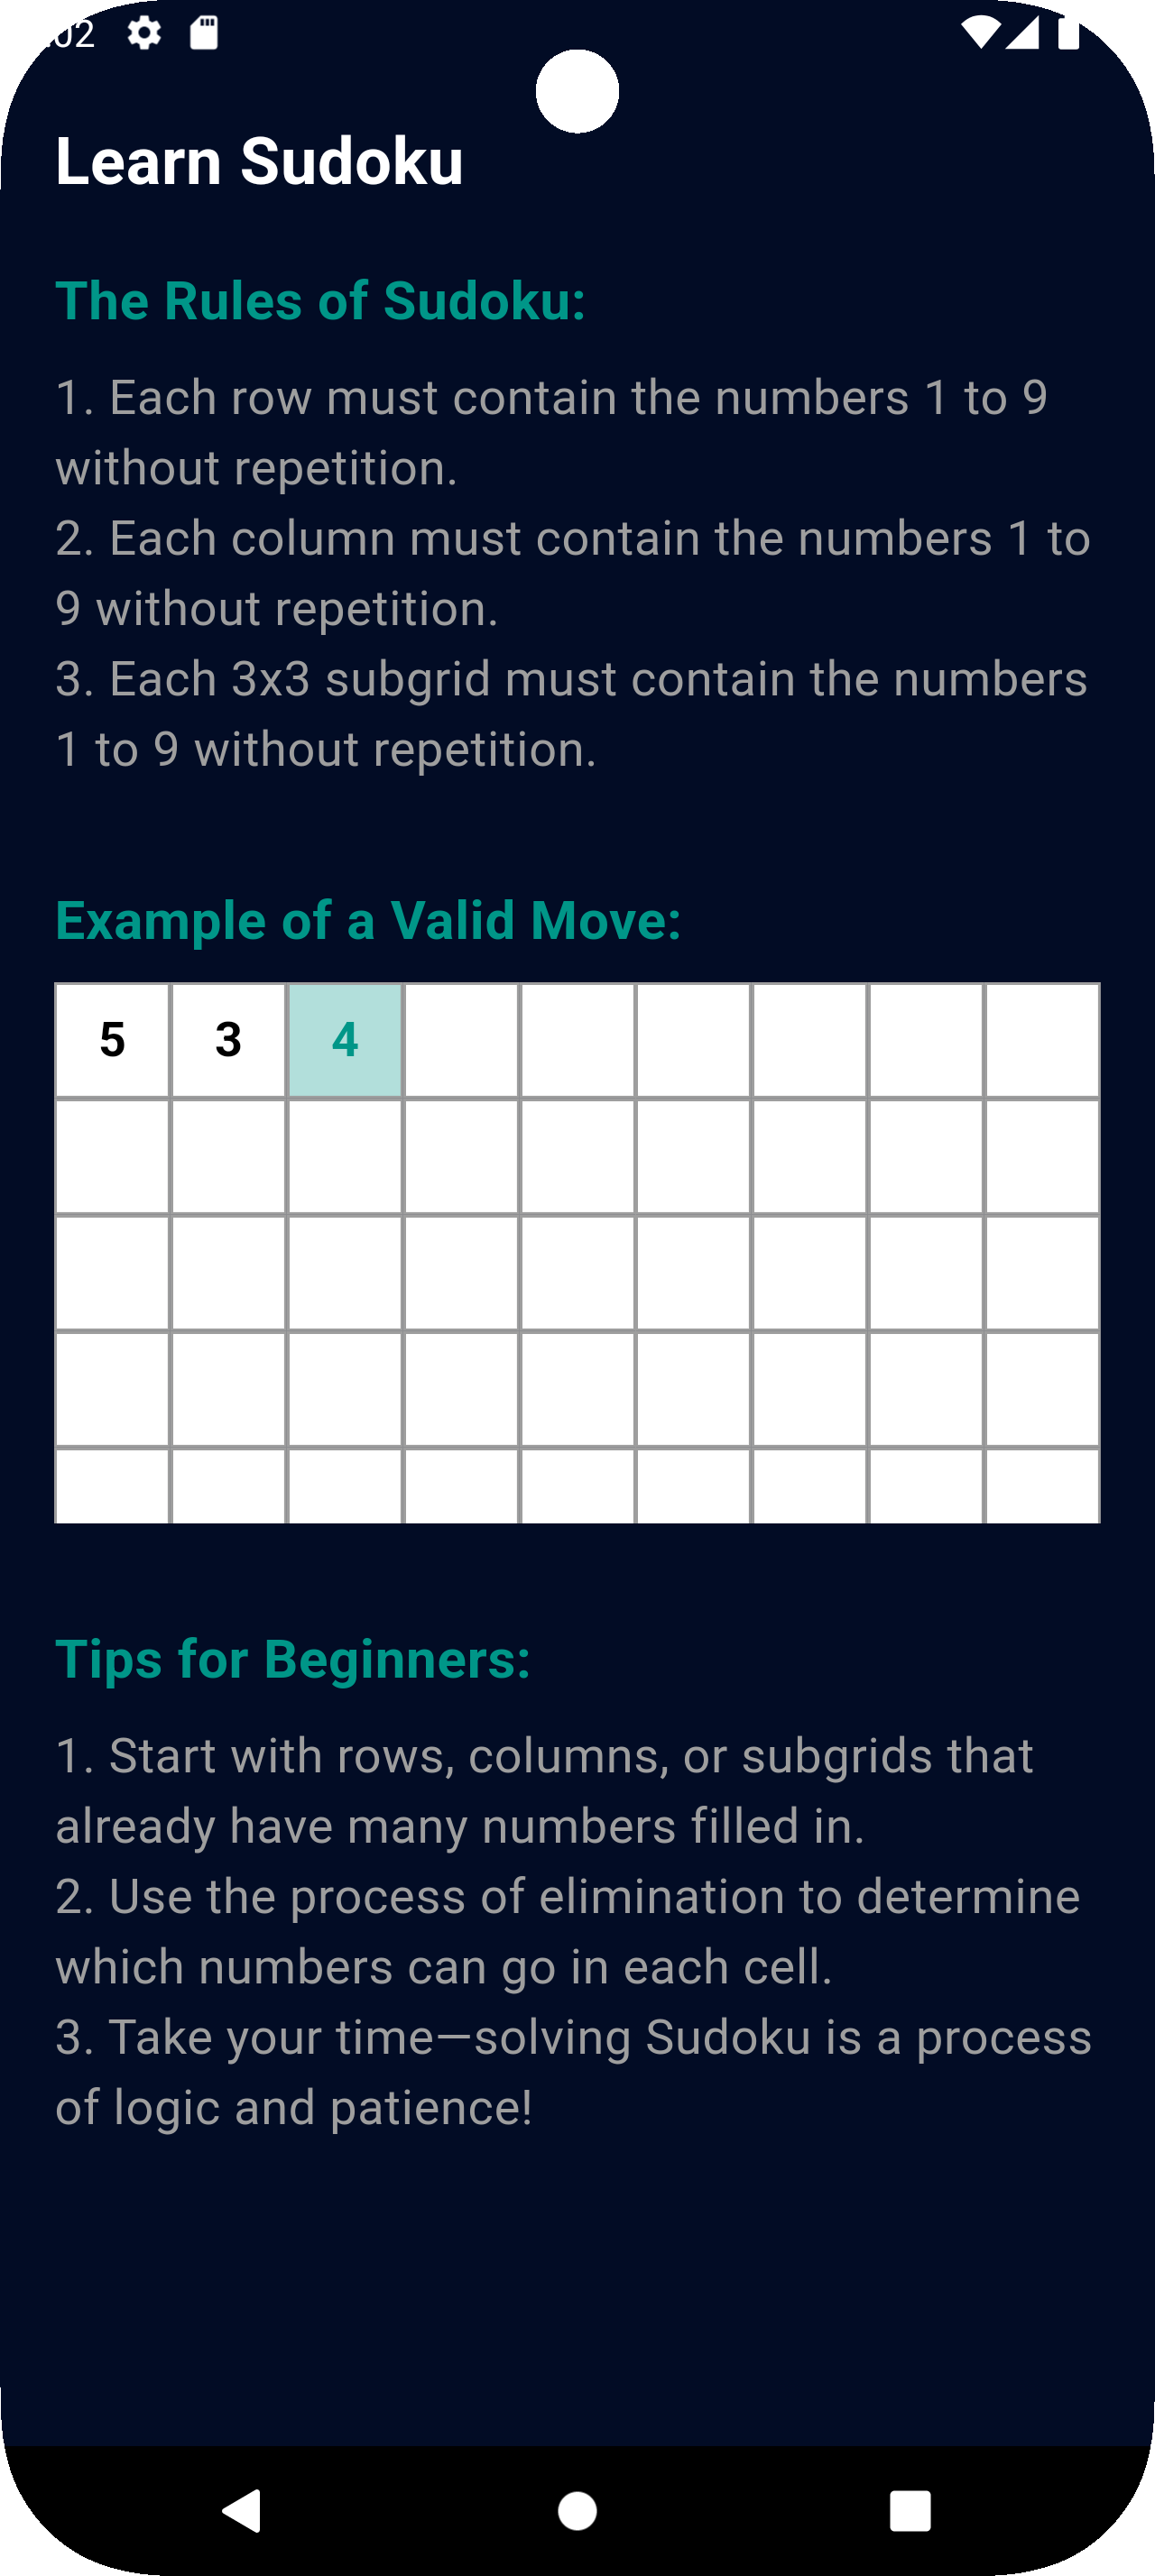 Learn Sudoku
The Rules of Sudoku:
1. Each row must contain the numbers 1 to 9
without repetition.
2. Each column must contain the numbers 1 to
9 without repetition.
3. Each 3x3 subgrid must contain the numbers
1 to 9 without repetition.
Example of a Valid Move:
5 3 4
Tips for Beginners:
1. Start with rows, columns, or subgrids that
already have many numbers filled in.
2. Use the process of elimination to determine
which numbers can go in each cell.
3. Take your time—solving Sudoku is a process
of logic and patience!